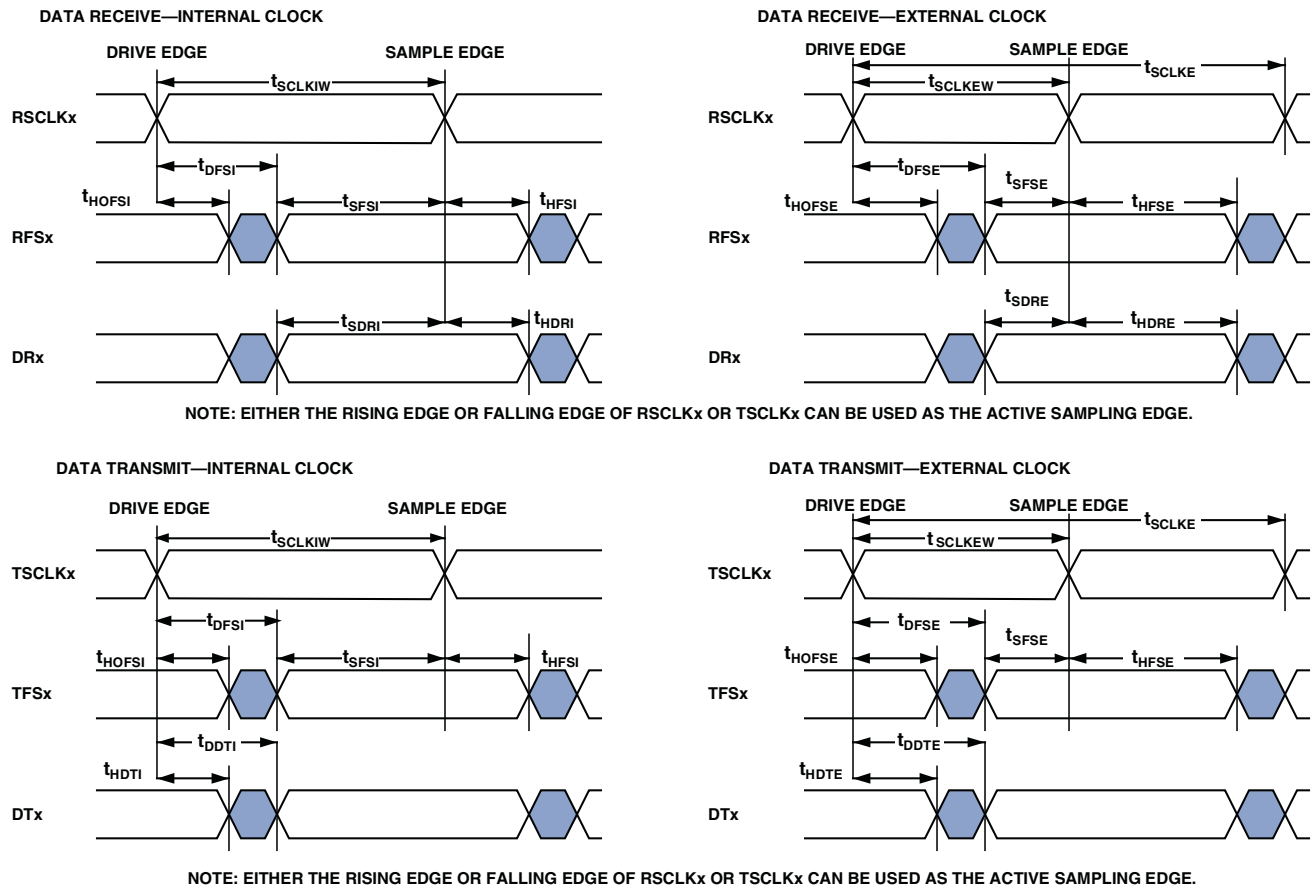 DATA RECEIVE—INTERNAL CLOCK
DRIVE EDGE
SAMPLE EDGE
tSCLKIW
RSCLKx
tDFSI
tHOFSI
tSFSI
tHFSI
RFSx
tSDRI
tHDRI
DRx
DATA RECEIVE—EXTERNAL CLOCK
DRIVE EDGE
SAMPLE EDGE
tSCLKE
tSCLKEW
RSCLKx
tDFSE
tSFSE
tHOFSE
tHFSE
RFSx
tSDRE
tHDRE
DRx
NOTE: EITHER THE RISING EDGE OR FALLING EDGE OF RSCLKx OR TSCLKx CAN BE USED AS THE ACTIVE SAMPLING EDGE.
DATA TRANSMIT—INTERNAL CLOCK
DRIVE EDGE
SAMPLE EDGE
tSCLKIW
TSCLKx
tDFSI
tHOFSI
tSFSI
tHFSI
TFSx
tDDTI
tHDTI
DTx
DATA TRANSMIT—EXTERNAL CLOCK
DRIVE EDGE
SAMPLE EDGE
tSCLKE
tSCLKEW
TSCLKx
tDFSE
tSFSE
tHOFSE
tHFSE
TFSx
tDDTE
tHDTE
DTx
NOTE: EITHER THE RISING EDGE OR FALLING EDGE OF RSCLKx OR TSCLKx CAN BE USED AS THE ACTIVE SAMPLING EDGE.